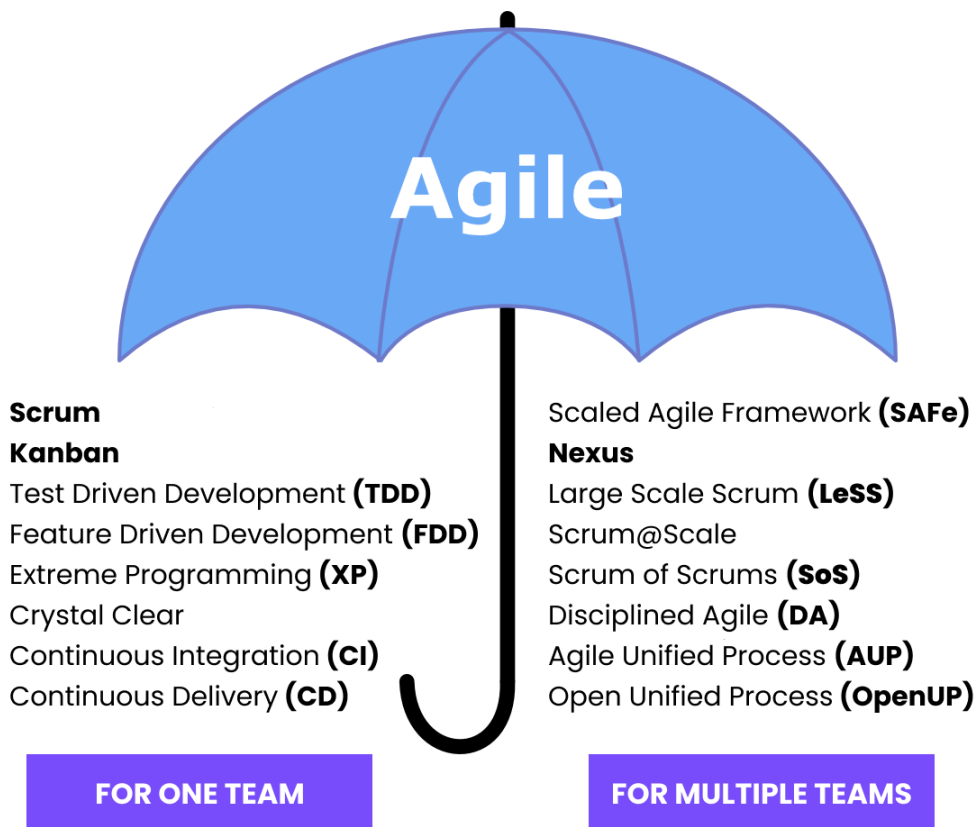 Agile
Scrum
Kanban
Test Driven Development (TDD)
Feature Driven Development (FDD)
Extreme Programming (XP)
Crystal Clear
Continuous Integration (CI)
Continuous Delivery (CD)
FOR ONE TEAM
Scaled Agile Framework (SAFe)
Nexus
Large Scale Scrum (LeSS)
Scrum@Scale
Scrum of Scrums (SoS)
Disciplined Agile (DA)
Agile Unified Process (AUP)
Open Unified Process (OpenUP)
FOR MULTIPLE TEAMS